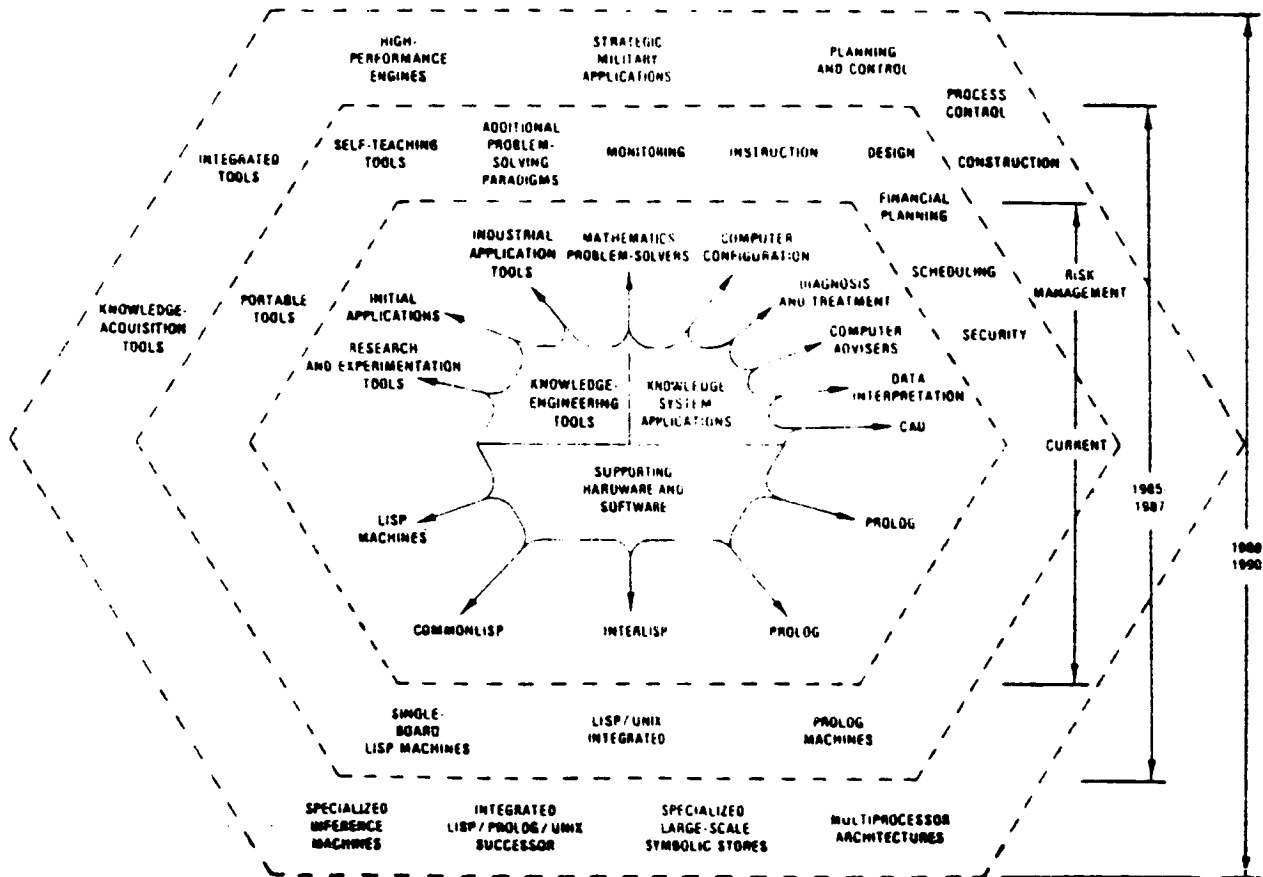 HIGH-
PERFORMANCE
ENGINES
STRATEGIC
MILITARY
APPLICATIONS
PLANNING
AND CONTROL
PROCESS
CONTROL
INTEGRATED
TOOLS
SELF-TEACHING
TOOLS
ADDITIONAL
PROBLEM-
SOLVING
PARADIGMS
MONITORING
INSTRUCTION
DESIGN
CONSTRUCTION
FINANCIAL
PLANNING
INDUSTRIAL
APPLICATION
TOOLS
MATHEMATICS
PROBLEM-SOLVERS
COMPUTER
CONFIGURATION
SCHEDULING
RISK
MANAGEMENT
KNOWLEDGE-
ACQUISITION
TOOLS
PORTABLE
TOOLS
INITIAL
APPLICATIONS
DIAGNOSIS
AND TREATMENT
RESEARCH
AND EXPERIMENTATION
TOOLS
COMPUTER
ADVISERS
SECURITY
KNOWLEDGE-
ENGINEERING
TOOLS
KNOWLEDGE
SYSTEM
APPLICATIONS
DATA
INTERPRETATION
CAD
CURRENT
SUPPORTING
HARDWARE AND
SOFTWARE
1985-
1987
LISP
MACHINES
PROLOG
1990
COMMONLISP
INTERLISP
PROLOG
SINGLE-
BOARD
LISP MACHINES
LISP/UNIX
INTEGRATED
PROLOG
MACHINES
SPECIALIZED
INFERENCE
MACHINES
INTEGRATED
LISP/PROLOG/UNIX
SUCCESSOR
SPECIALIZED
LARGE-SCALE
SYMBOLIC STORES
MULTIPROCESSOR
ARCHITECTURES